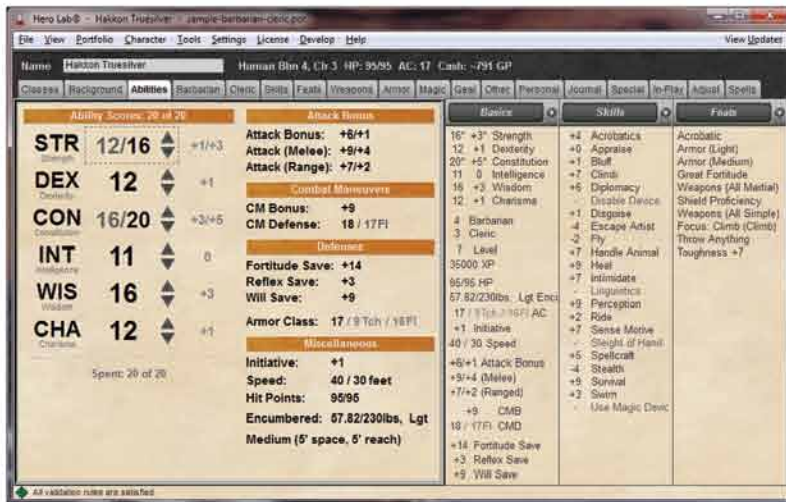 Hero Lab® - Hakkon Truesilver - sample-barbarian-cleric.por
File View Portfolio Character Tools Settings License Develop Help View Updates
Name Hakkon Truesilver Human Bbn 4, Clr 3 HP: 95/95 AC: 17 Cash: ~791 GP
Classes Background Abilities Barbarian Cleric Skills Feats Weapons Armor Magic Gear Other Personal Journal Special In-Play Adjust Spells
Ability Scores: 20 of 20
STR 12/16 +1/+3
Strength
DEX 12 +1
Dexterity
CON 16/20 +3/+5
Constitution
INT 11 0
Intelligence
WIS 16 +3
Wisdom
CHA 12 +1
Charisma
Spent: 20 of 20
Attack Bonus
Attack Bonus: +6/+1
Attack (Melee): +9/+4
Attack (Range): +7/+2
Combat Maneuvers
CM Bonus: +9
CM Defense: 18 / 17Fl
Defenses
Fortitude Save: +14
Reflex Save: +3
Will Save: +9
Armor Class: 17 / 9 Tch / 16Fl
Miscellaneous
Initiative: +1
Speed: 40 / 30 feet
Hit Points: 95/95
Encumbered: 57.82/230lbs, Lgt
Medium (5' space, 5' reach)
Basics
16* +3* Strength
12 +1 Dexterity
20* +5* Constitution
11 0 Intelligence
16 +3 Wisdom
12 +1 Charisma
4 Barbarian
3 Cleric
7 Level
35000 XP
95/95 HP
57.82/230lbs, Lgt Enc
17 / 9 Tch / 16Fl AC
+1 Initiative
40 / 30 Speed
+6/+1 Attack Bonus
+9/+4 (Melee)
+7/+2 (Ranged)
+9 CMB
18 / 17Fl CMD
+14 Fortitude Save
+3 Reflex Save
+9 Will Save
Skills
+4 Acrobatics
+0 Appraise
+1 Bluff
+7 Climb
+6 Diplomacy
- Disable Device
+1 Disguise
-4 Escape Artist
-2 Fly
+7 Handle Animal
+9 Heal
+7 Intimidate
- Linguistics
+9 Perception
+2 Ride
+7 Sense Motive
- Sleight of Hand
+5 Spellcraft
-4 Stealth
+9 Survival
+3 Swim
- Use Magic Devic
Feats
Acrobatic
Armor (Light)
Armor (Medium)
Great Fortitude
Weapons (All Martial)
Shield Proficiency
Weapons (All Simple)
Focus: Climb (Climb)
Throw Anything
Toughness +7
All validation rules are satisfied